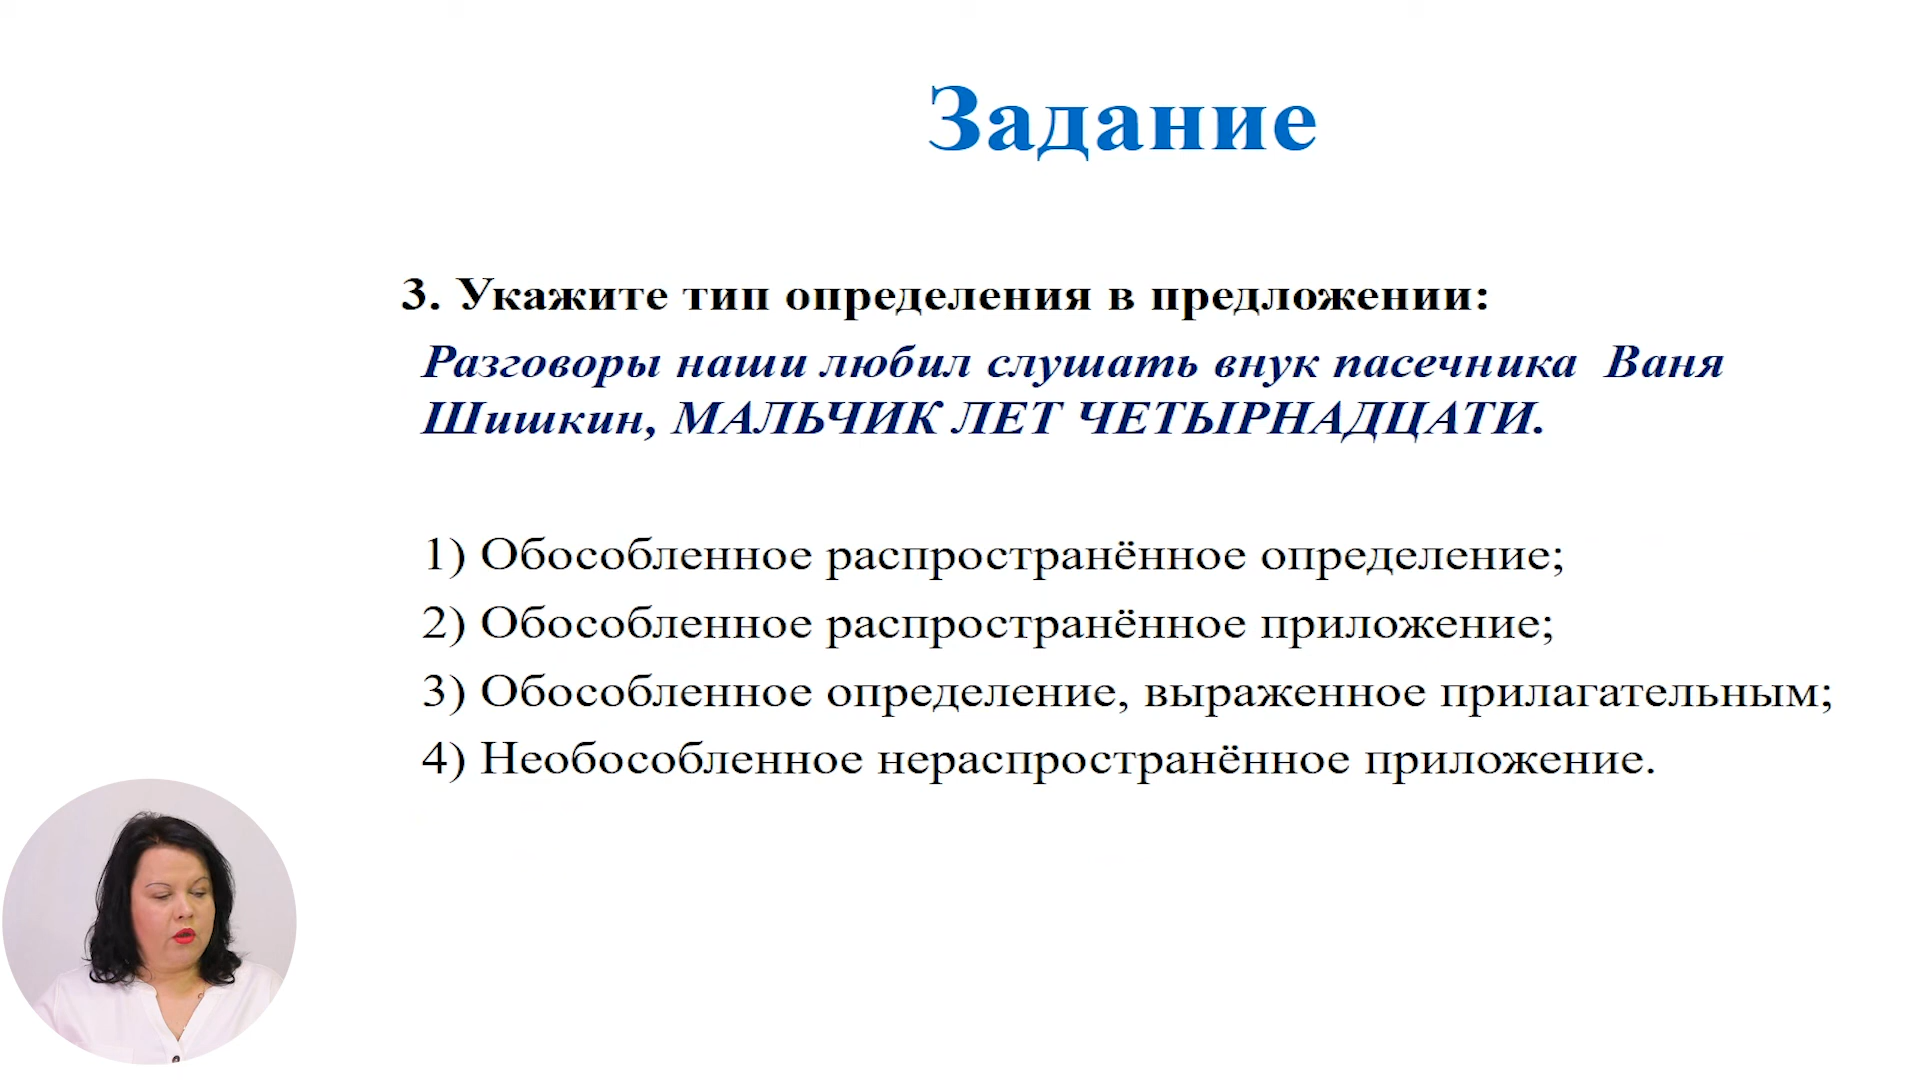 Задание
3. Укажите тип определения в предложении:
Разговоры наши любил слушать внук пасечника Ваня
Шишкин, МАЛЬЧИК ЛЕТ ЧЕТЫРНАДЦАТИ.
1) Обособленное распространённое определение;
2) Обособленное распространённое приложение;
3) Обособленное определение, выраженное прилагательным;
4) Необособленное нераспространённое приложение.